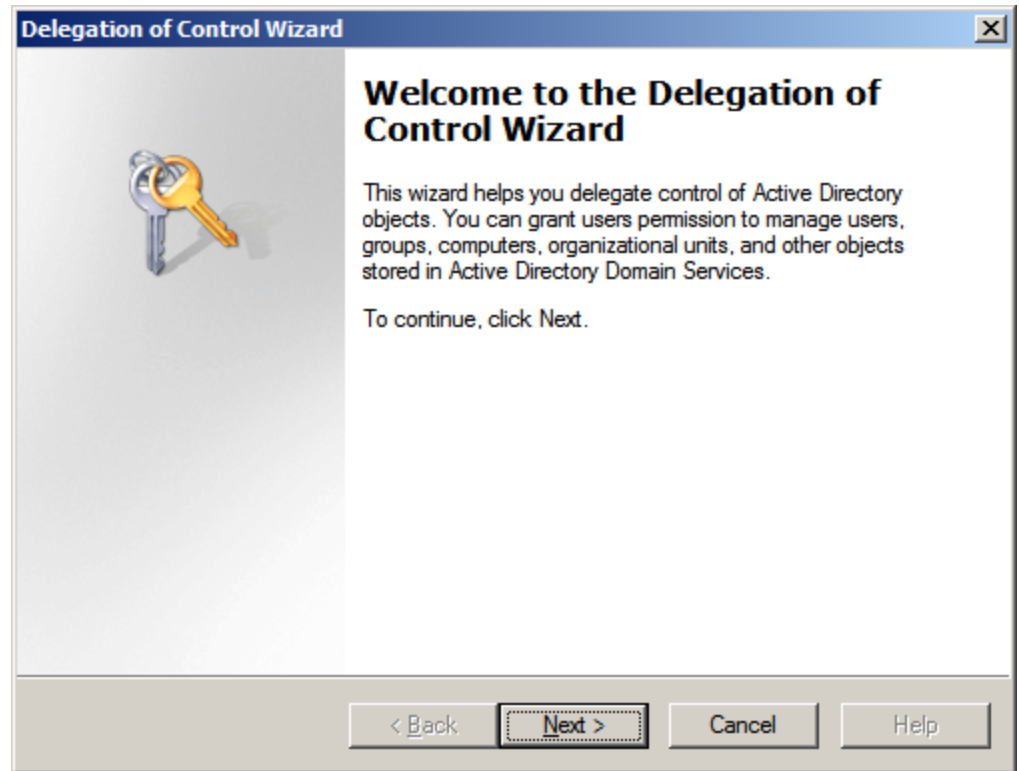 Delegation of Control Wizard
Welcome to the Delegation of
Control Wizard
This wizard helps you delegate control of Active Directory
objects. You can grant users permission to manage users,
groups, computers, organizational units, and other objects
stored in Active Directory Domain Services.
To continue, click Next.
< Back
Next >
Cancel
Help